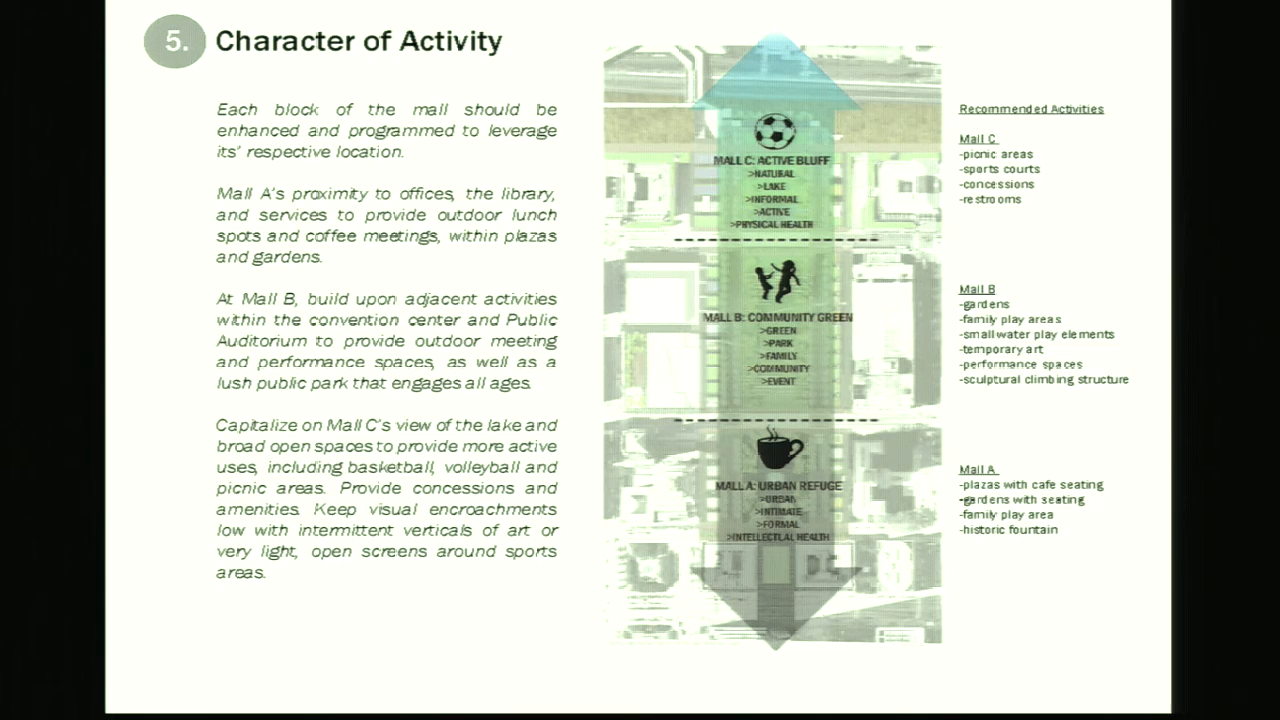 5. Character of Activity
Each block of the mall should be
enhanced and programmed to leverage
its' respective location.
Mall A's proximity to offices, the library,
and services to provide outdoor lunch
spots and coffee meetings, within plazas
and gardens.
At Mall B, build upon adjacent activities
within the convention center and Public
Auditorium to provide outdoor meeting
and performance spaces, as well as a
lush public park that engages all ages.
Capitalize on Mall C's view of the lake and
broad open spaces to provide more active
uses, including basketball, volleyball and
picnic areas. Provide concessions and
amenities. Keep visual encroachments
low with intermittent verticals of art or
very light, open screens around sports
areas.
MALL C: ACTIVE BLUFF
>NATURAL
>LAKE
>INFORMAL
>ACTIVE
>PHYSICAL HEALTH
MALL B: COMMUNITY GREEN
>GREEN
>PARK
>FAMILY
>COMMUNITY
>EVENT
MALL A: URBAN REFUGE
>URBAN
>INTIMATE
>FORMAL
>INTELLECTUAL HEALTH
Recommended Activities
Mall C
-picnic areas
-sports courts
-concessions
-restrooms
Mall B
-gardens
-family play areas
-small water play elements
-temporary art
-performance spaces
-sculptural climbing structure
Mall A
-plazas with cafe seating
-gardens with seating
-family play area
-historic fountain